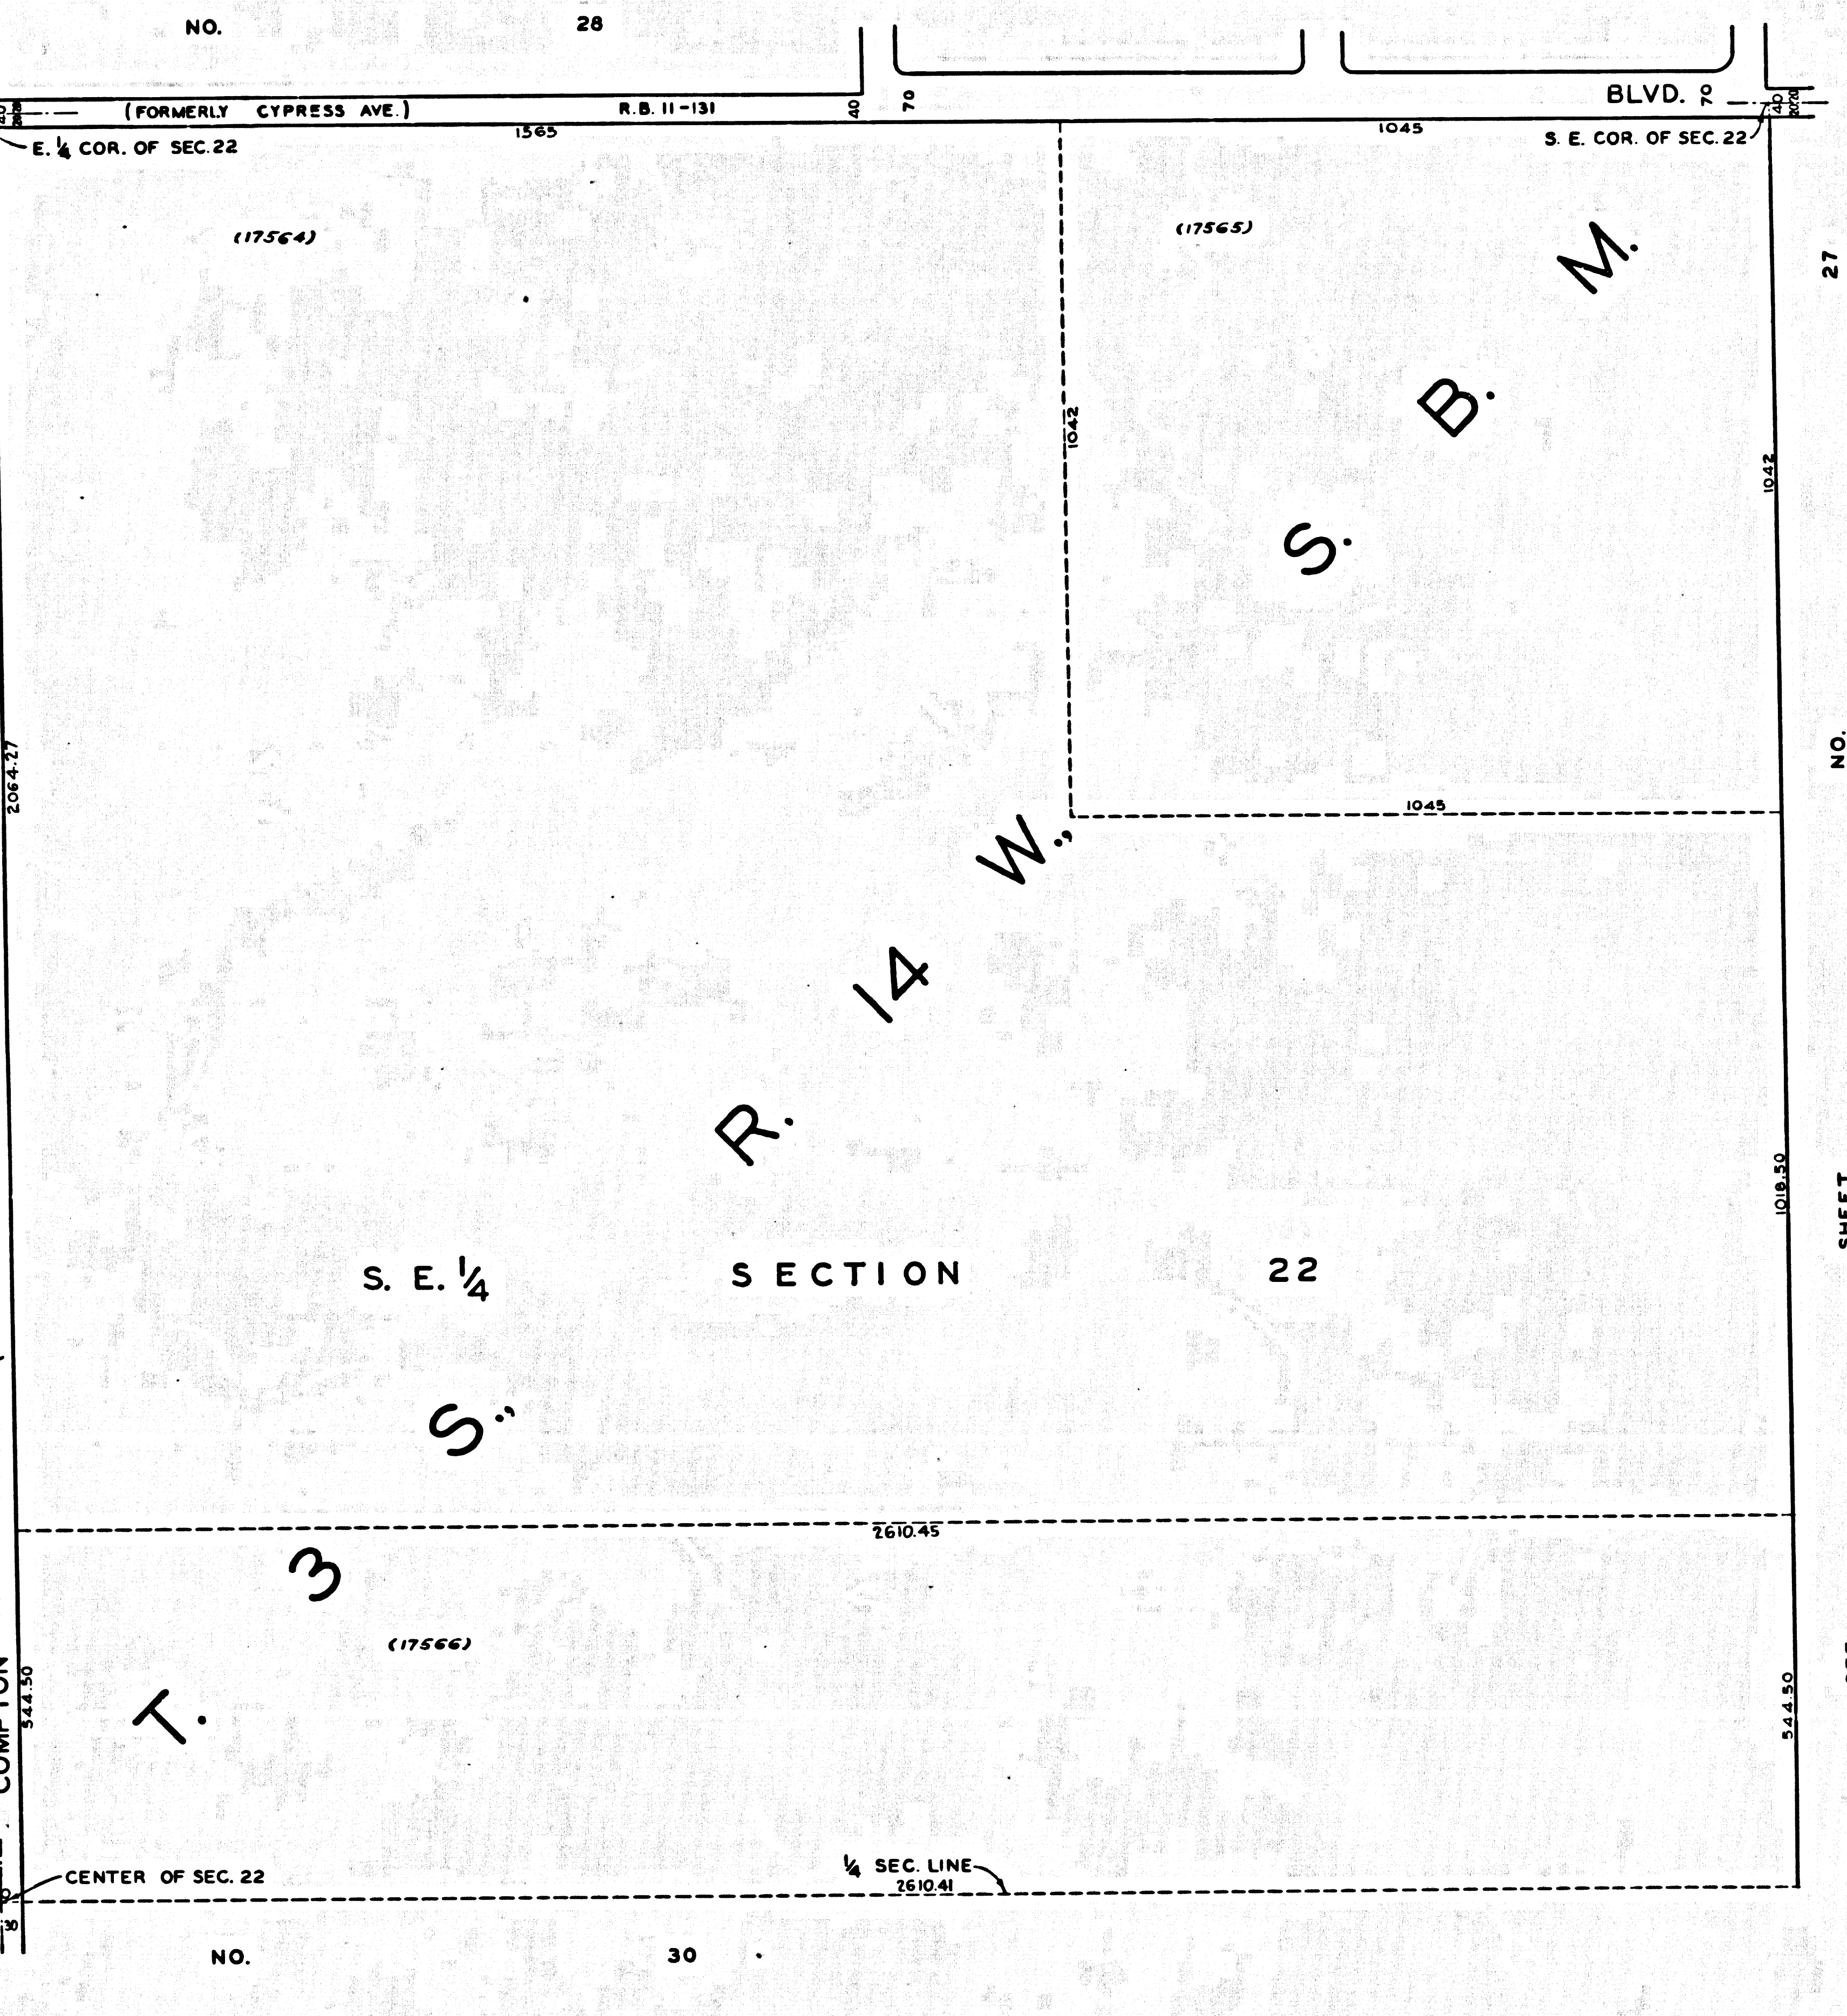 NO. 28
BLVD. 70
(FORMERLY CYPRESS AVE.) R.B. 11-131 40 70 40 20 20
1565 1045
E. ¼ COR. OF SEC. 22
S. E. COR. OF SEC. 22
(17564) (17565)
27
M.
B.
1042 1042
S.
NO.
2064.27
1045
W.,
14
R.
1018.50
SHEET
S. E. ¼ SECTION 22
S.,
2610.45
3
(17566)
COMPTON
544.50 544.50
T.
¼ SEC. LINE
CENTER OF SEC. 22
2610.41
30
NO. 30